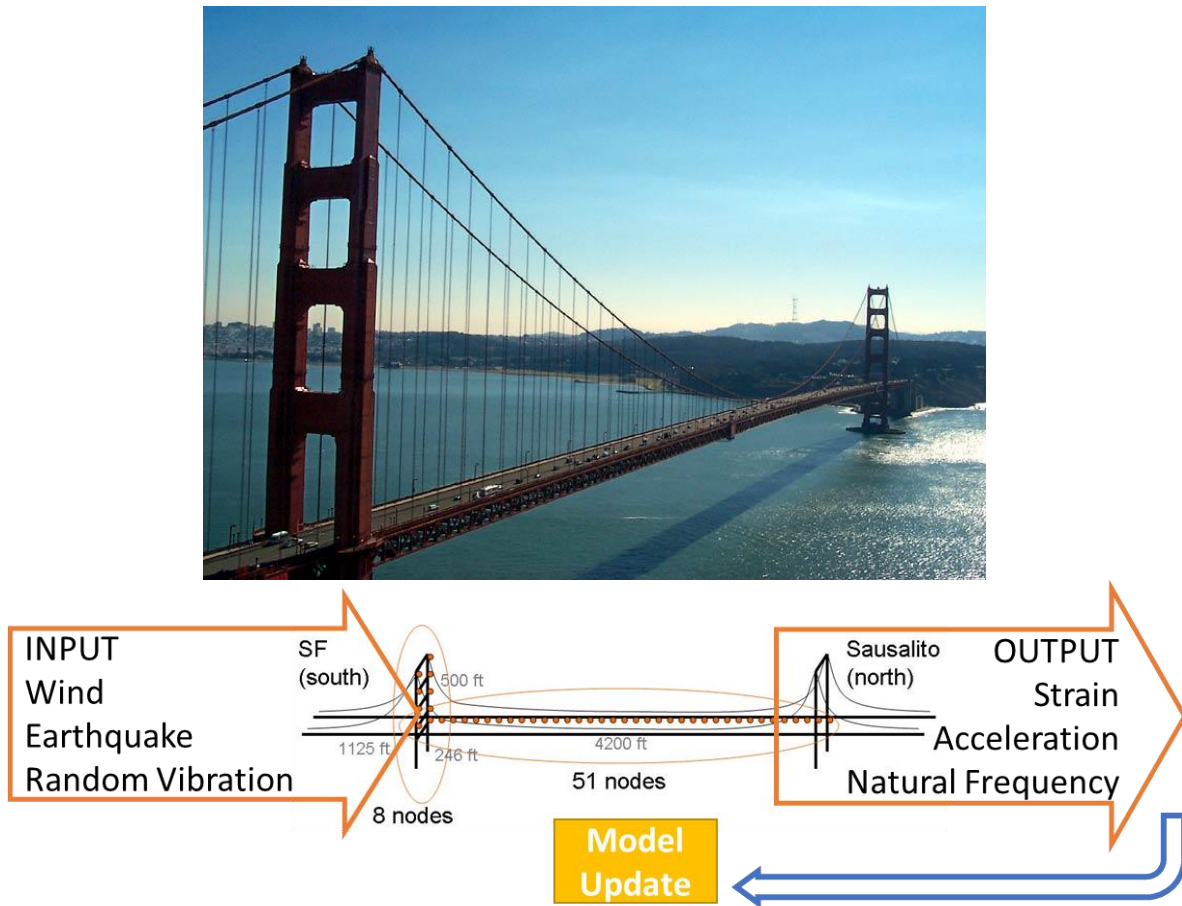 INPUT
Wind
Earthquake
Random Vibration
SF
(south)
500 ft
1125 ft
246 ft
4200 ft
8 nodes
51 nodes
Sausalito
(north)
OUTPUT
Strain
Acceleration
Natural Frequency
Model
Update